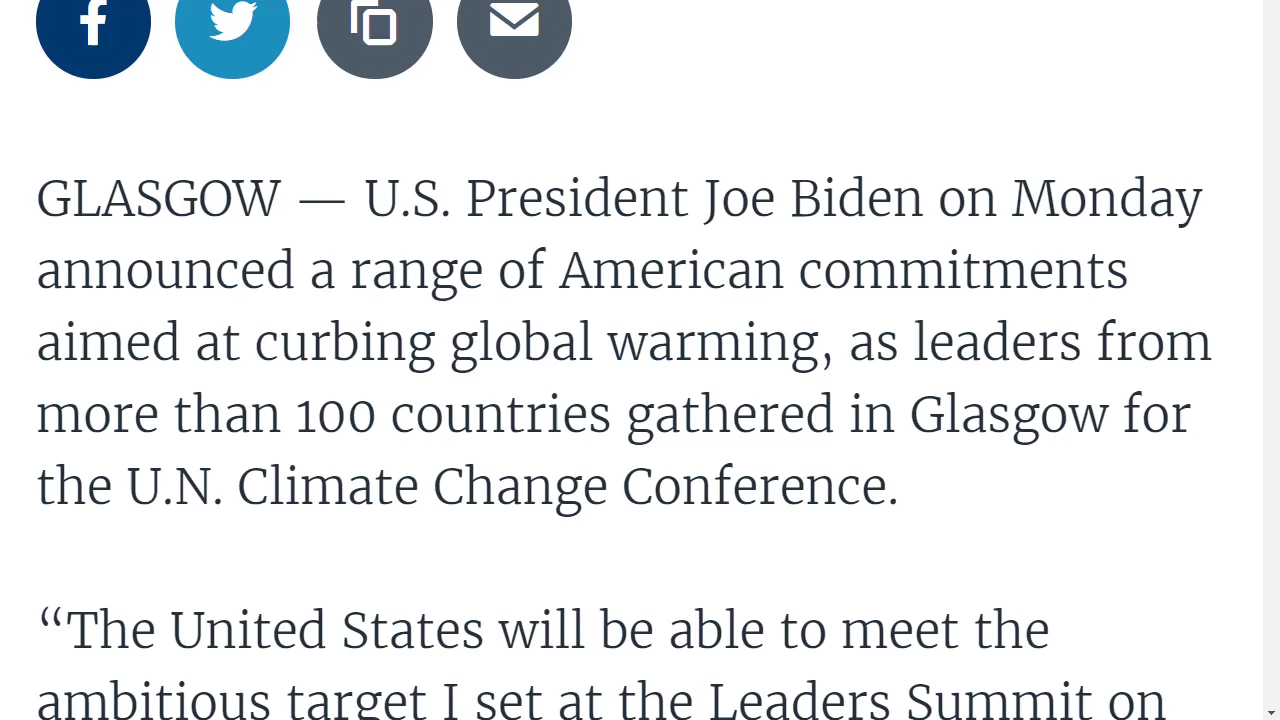 GLASGOW — U.S. President Joe Biden on Monday
announced a range of American commitments
aimed at curbing global warming, as leaders from
more than 100 countries gathered in Glasgow for
the U.N. Climate Change Conference.
“The United States will be able to meet the
ambitious target I set at the Leaders Summit on